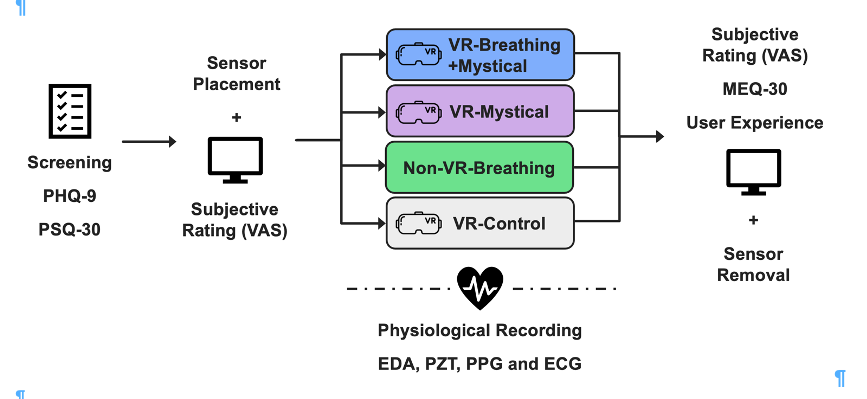 ¶
Screening
PHQ-9
PSQ-30
Sensor
Placement
+
Subjective
Rating (VAS)
VR
VR-Breathing
+Mystical
VR
VR-Mystical
Non-VR-Breathing
VR
VR-Control
Physiological Recording
EDA, PZT, PPG and ECG
Subjective
Rating (VAS)
MEQ-30
User Experience
+
Sensor
Removal
¶
¶